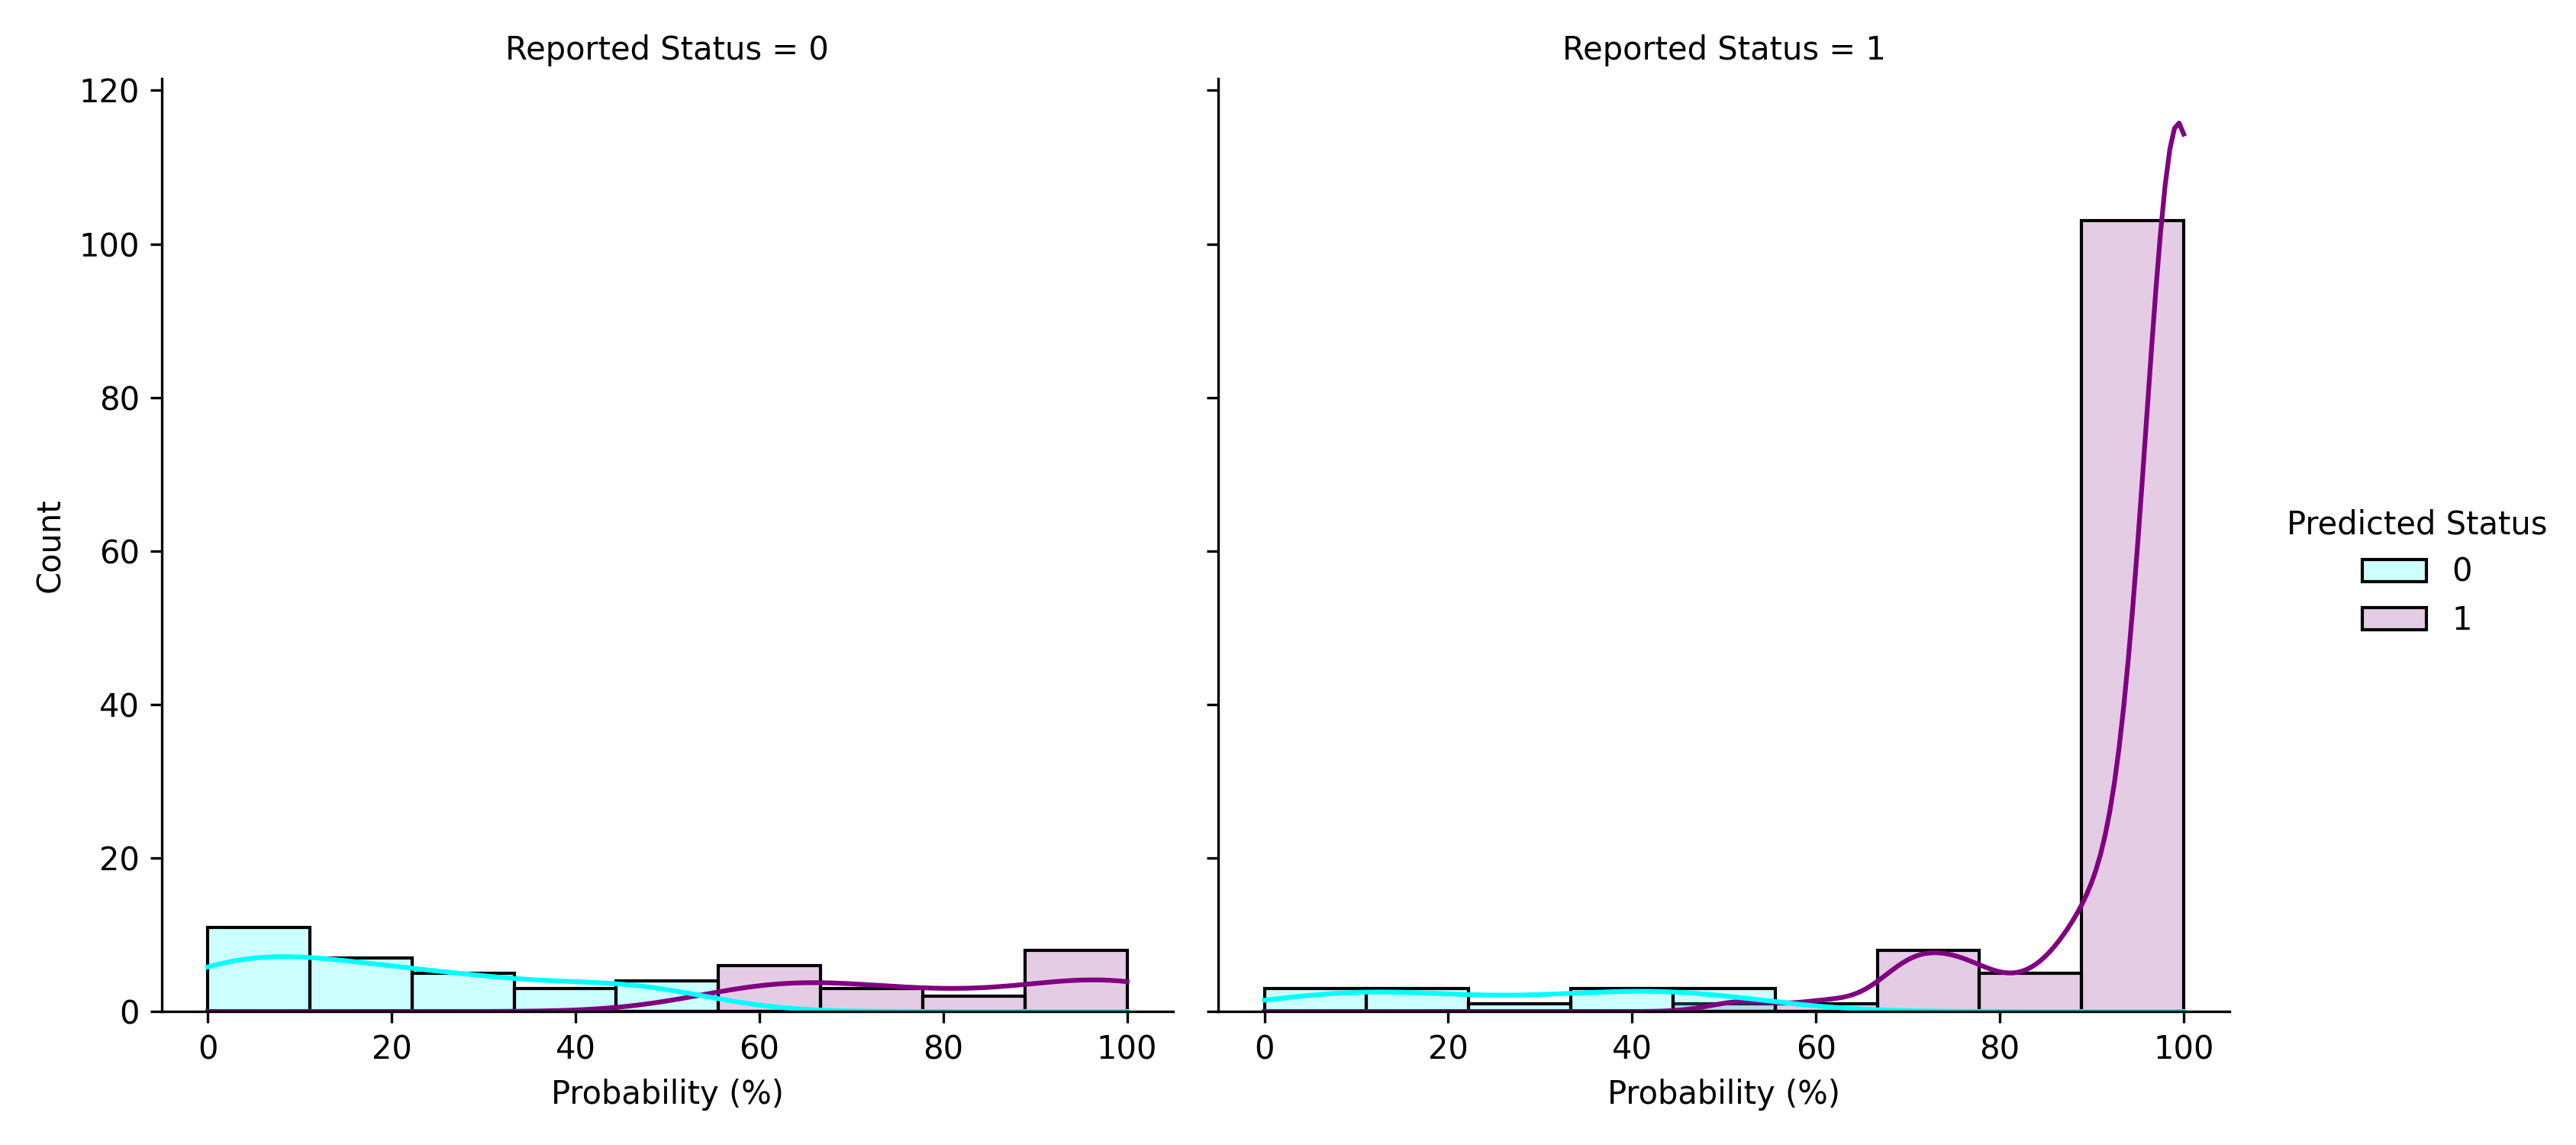 Reported Status = 0
Reported Status = 1
120
100
80
60
40
20
0
Count
0 20 40 60 80 100
0 20 40 60 80 100
Probability (%)
Probability (%)
Predicted Status
0
1